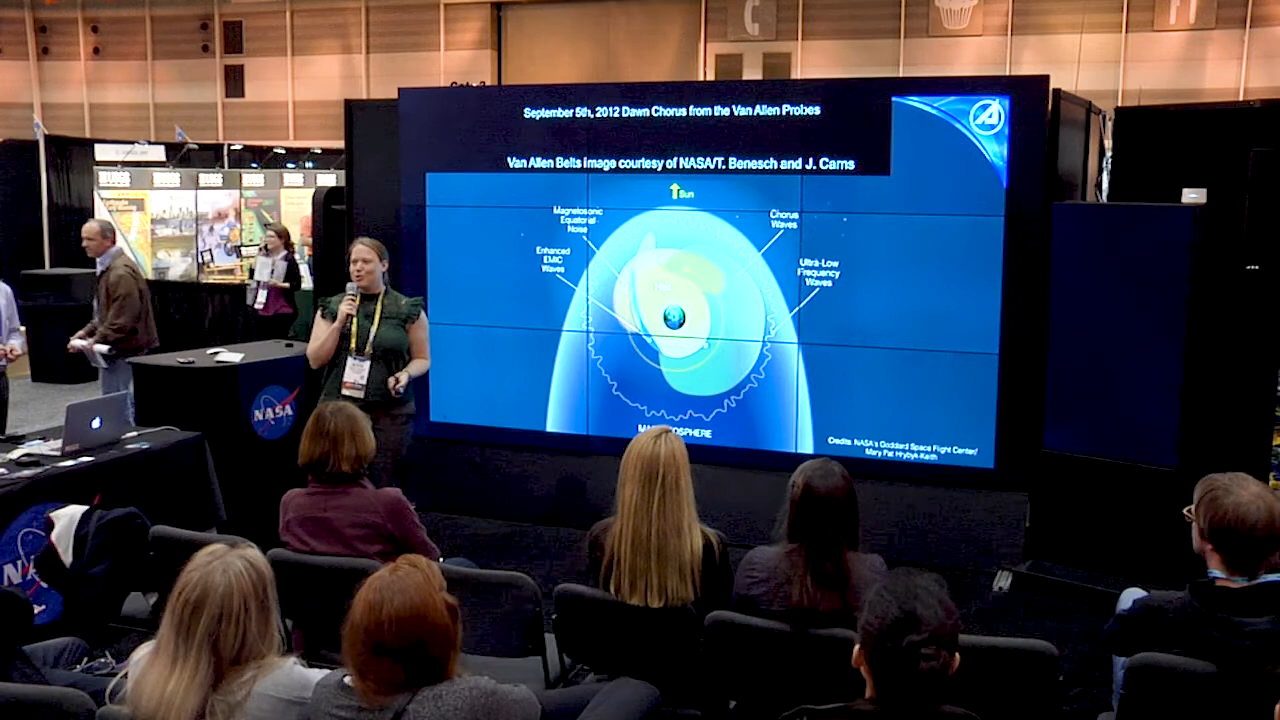 September 5th, 2012 Dawn Chorus from the Van Allen Probes
Van Allen Belts Image courtesy of NASA/T. Benesch and J. Carns
Sun
Magnetosonic
Equatorial
Noise
Chorus
Waves
Enhanced
EMIC
Waves
Ultra-Low
Frequency
Waves
Hiss
Credits: NASA's Goddard Space Flight Center/
Mary Pat Hrybyk-Keith
NASA